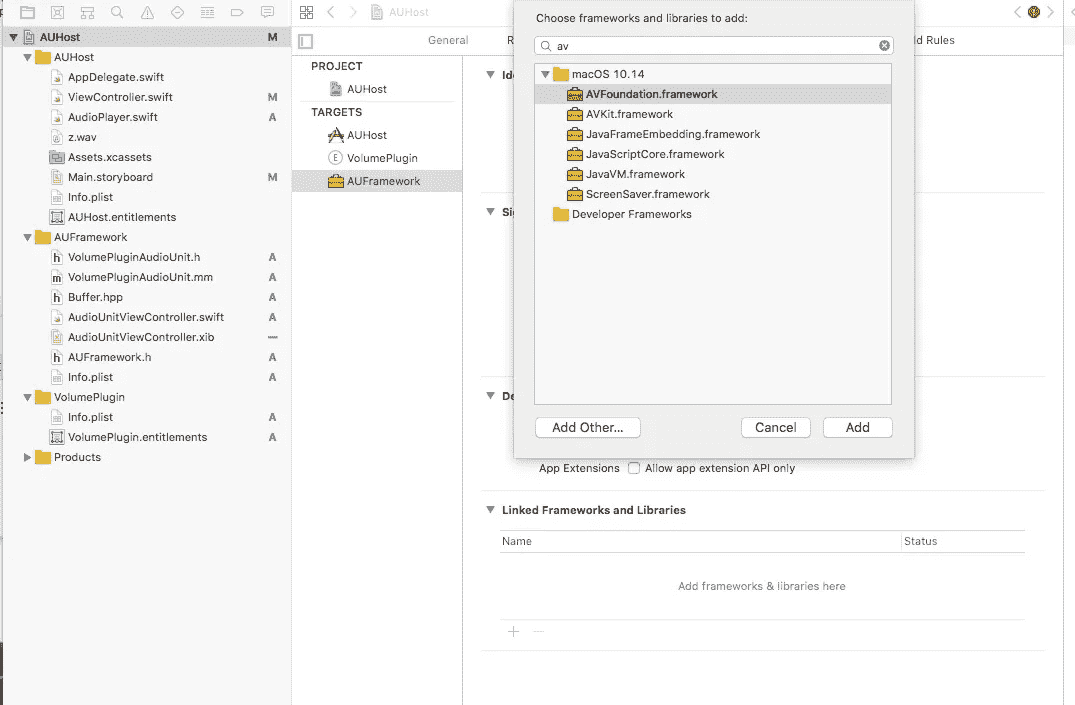 AUHost M
AUHost
AppDelegate.swift
ViewController.swift M
AudioPlayer.swift A
z.wav
Assets.xcassets
Main.storyboard M
Info.plist
AUHost.entitlements
AUFramework
h VolumePluginAudioUnit.h A
m VolumePluginAudioUnit.mm A
h Buffer.hpp A
AudioUnitViewController.swift A
AudioUnitViewController.xib
h AUFramework.h A
Info.plist A
VolumePlugin
Info.plist A
VolumePlugin.entitlements A
Products
AUHost
General
PROJECT
AUHost
TARGETS
AUHost
E VolumePlugin
AUFramework
Choose frameworks and libraries to add:
av
macOS 10.14
AVFoundation.framework
AVKit.framework
JavaFrameEmbedding.framework
JavaScriptCore.framework
JavaVM.framework
ScreenSaver.framework
Developer Frameworks
Add Other...
Cancel
Add
Rules
App Extensions
Allow app extension API only
Linked Frameworks and Libraries
Name
Status
Add frameworks & libraries here